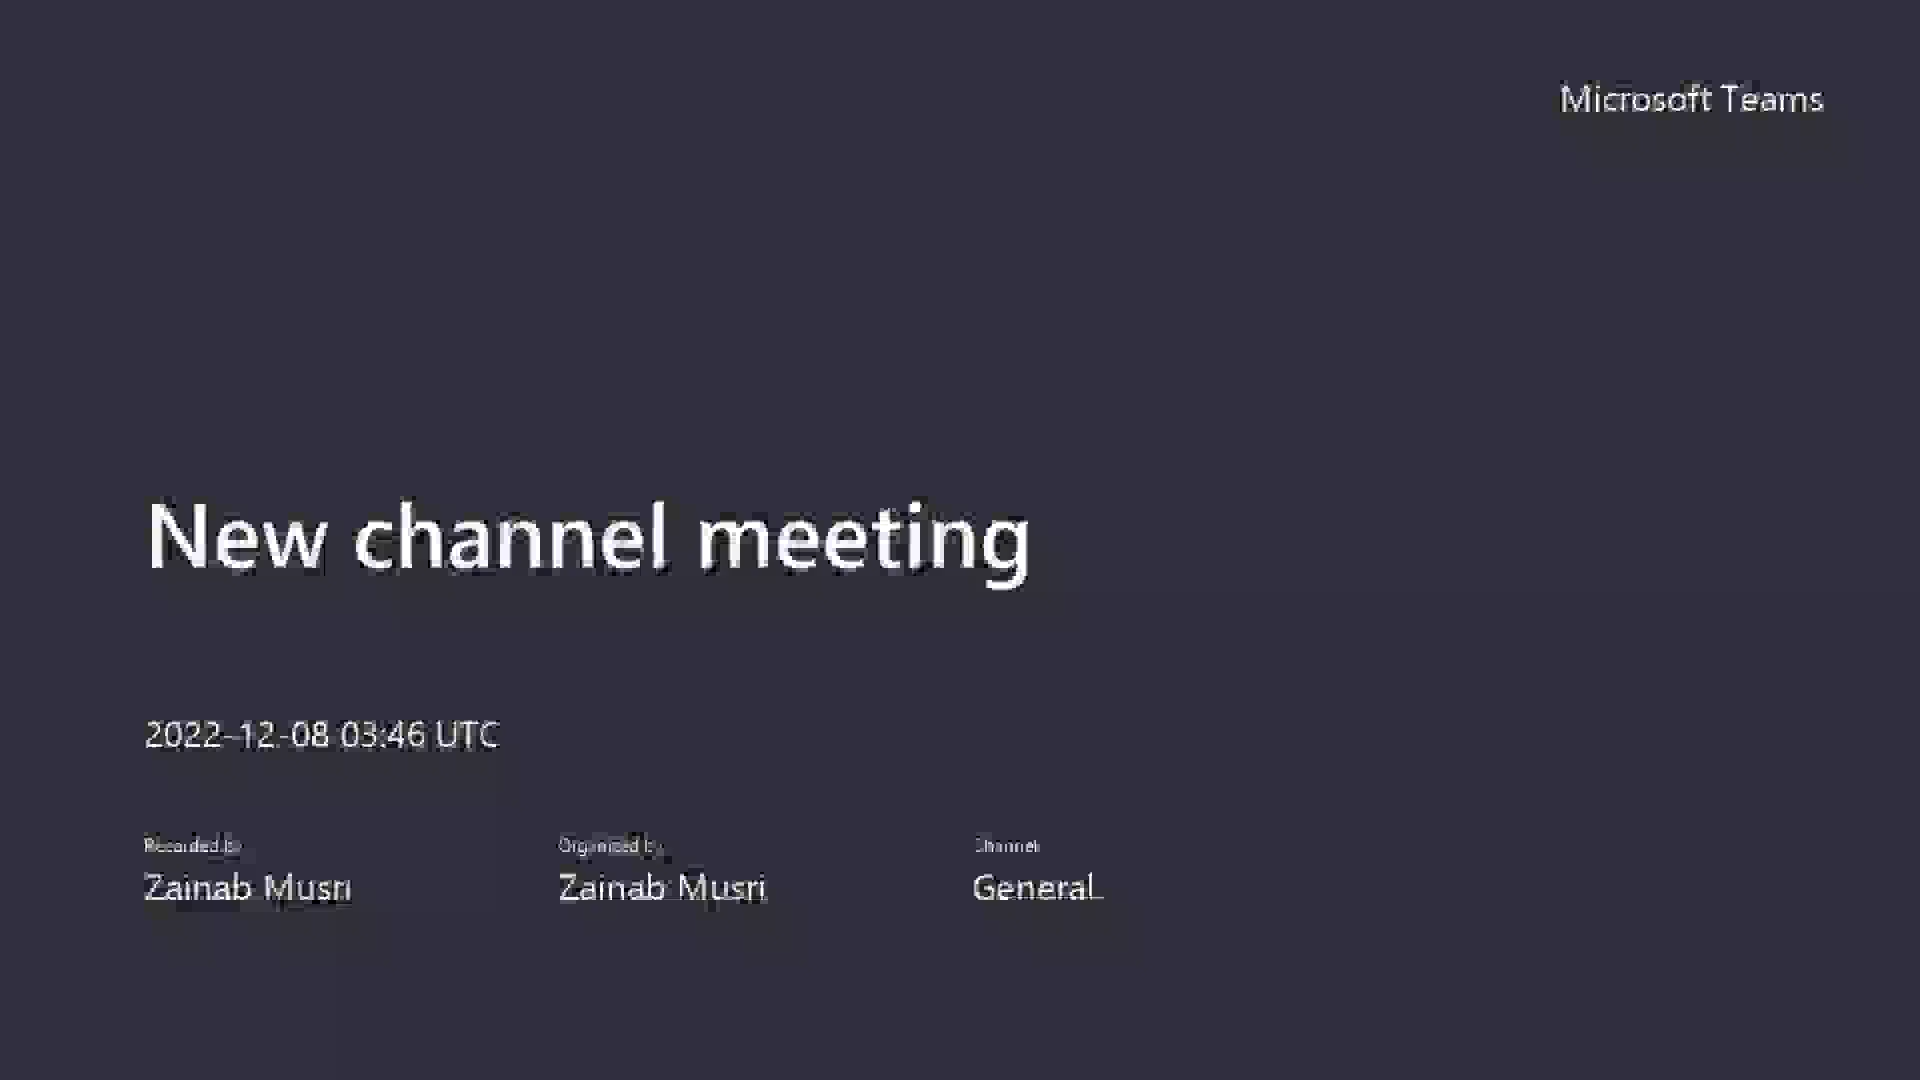 Microsoft Teams
New channel meeting
2022-12-08 03:46 UTC
Recorded by
Organized by
Channel
Zainab Musri
Zainab Musri
General